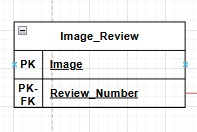 Image_Review
PK Image
PK-
FK Review_Number